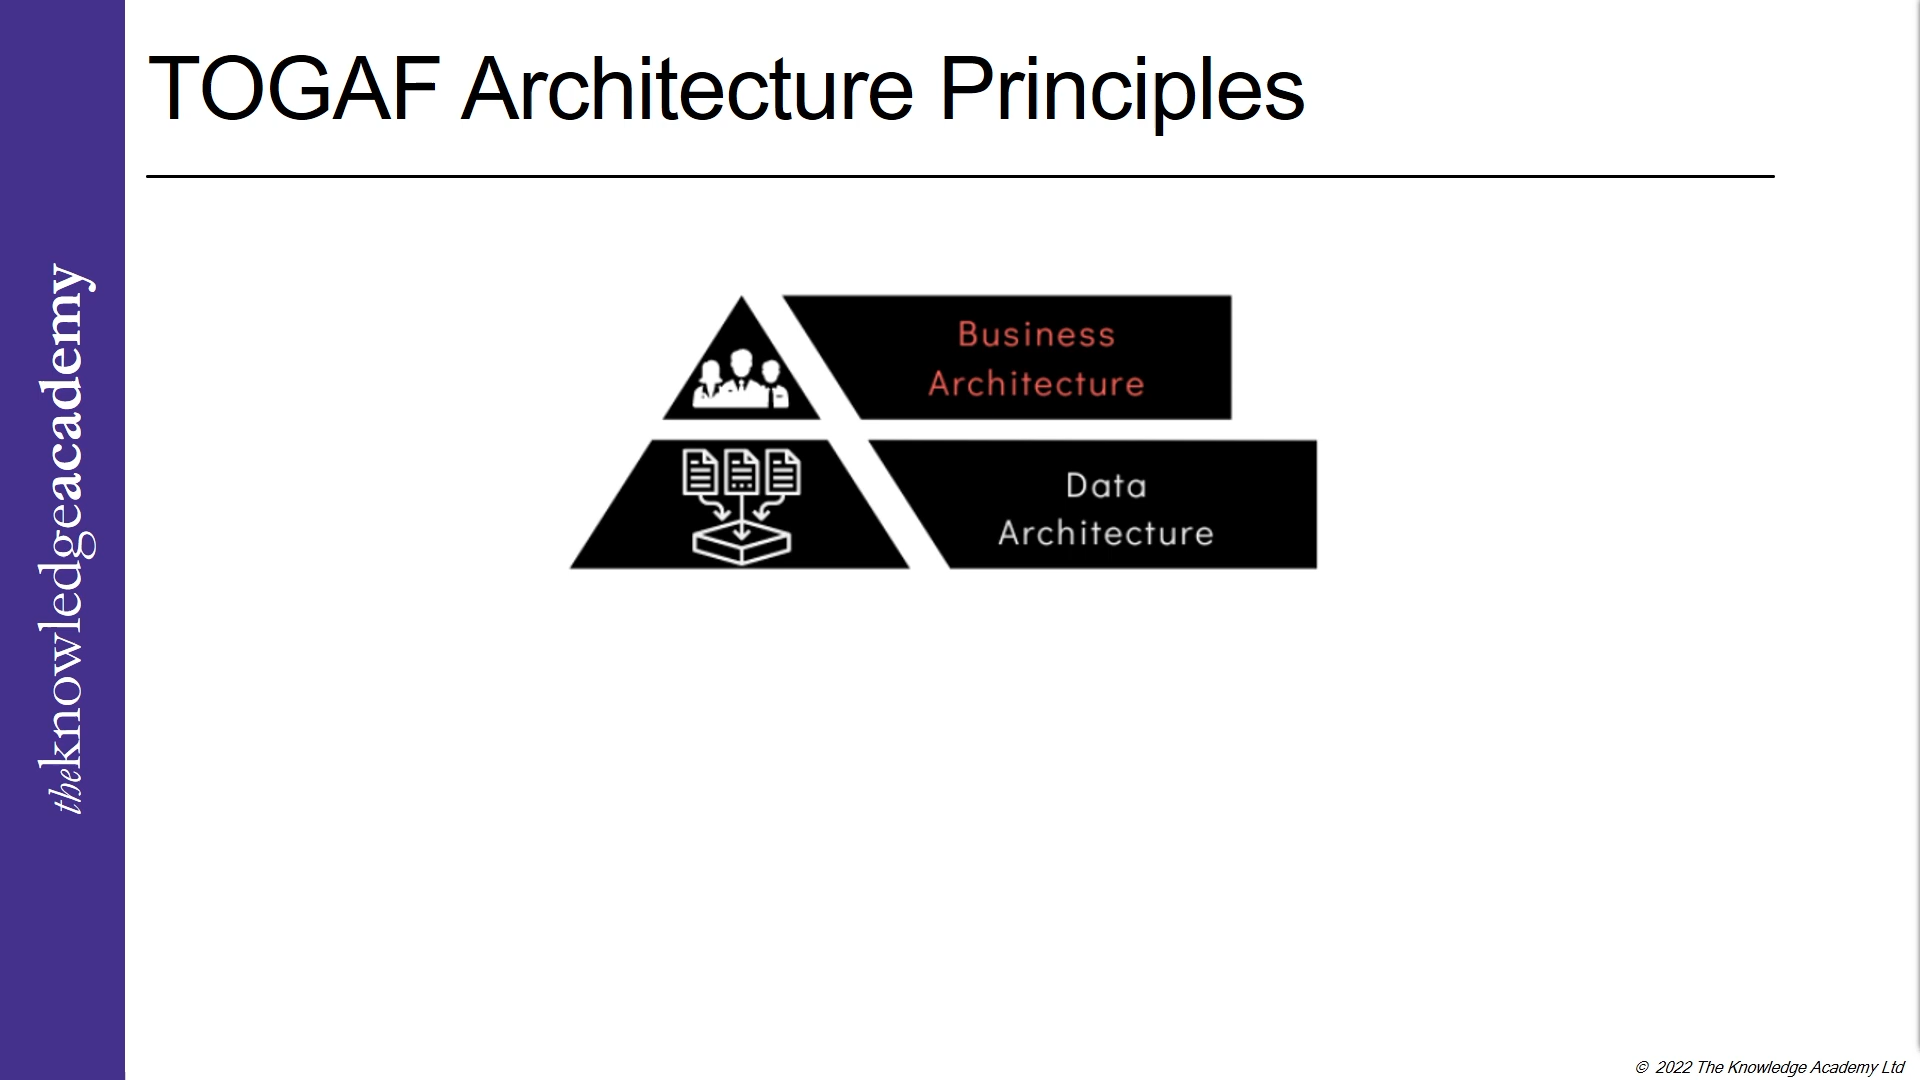 TOGAF Architecture Principles
theknowledgeacademy
Business
Architecture
Data
Architecture
© 2022 The Knowledge Academy Ltd